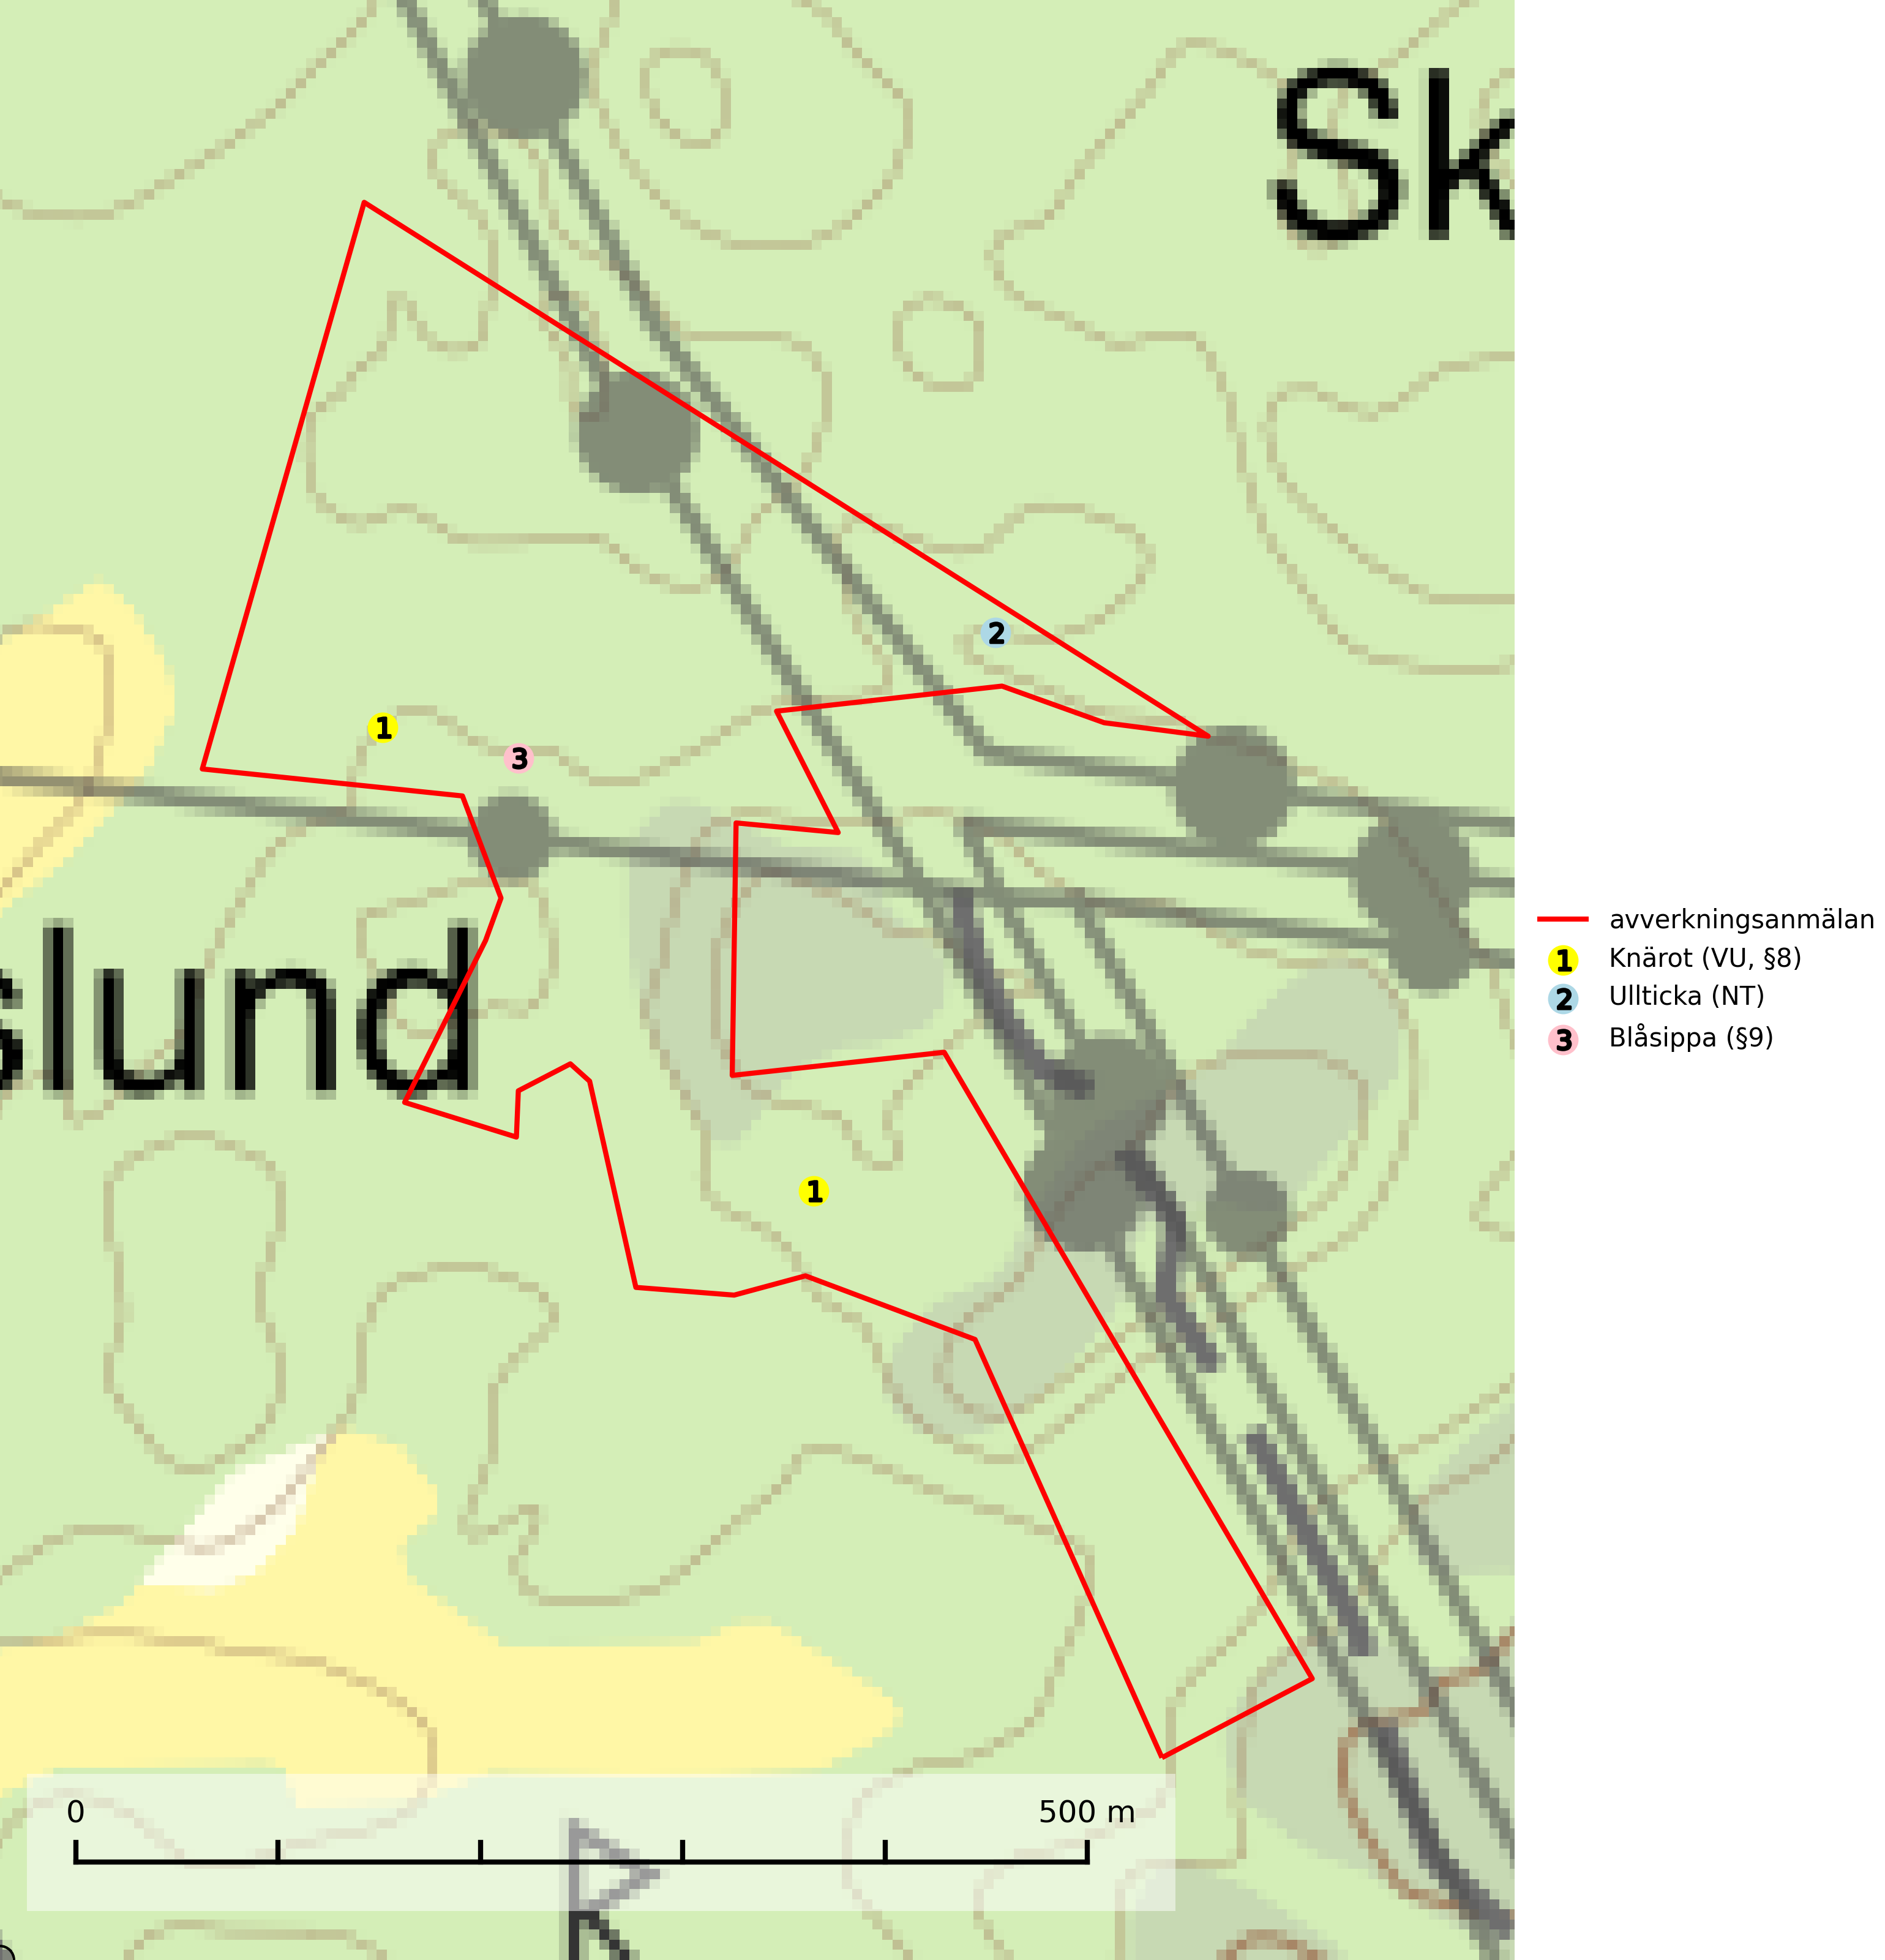 Sk
2
1
3
slund
1
avverkningsanmälan
1 Knärot (VU, §8)
2 Ullticka (NT)
3 Blåsippa (§9)
0 500 m